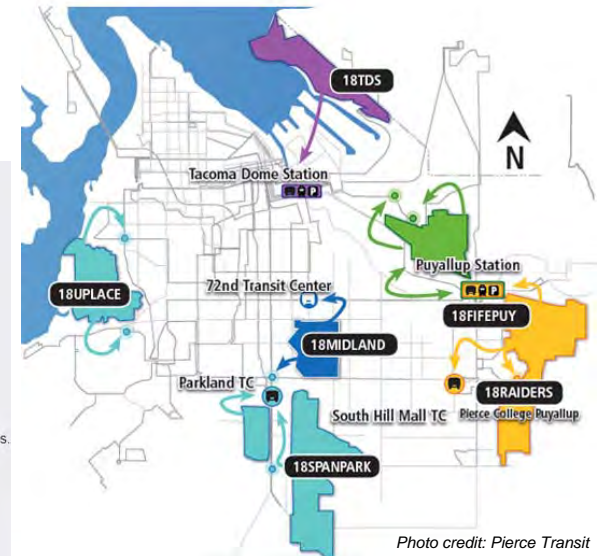 18TDS
N
Tacoma Dome Station
P
18UPLACE
72nd Transit Center
Puyallup Station
P
18FIFEPUY
18MIDLAND
Parkland TC
18RAIDERS
South Hill Mall TC
Pierce College Puyallup
s.
18SPANPARK
Photo credit: Pierce Transit